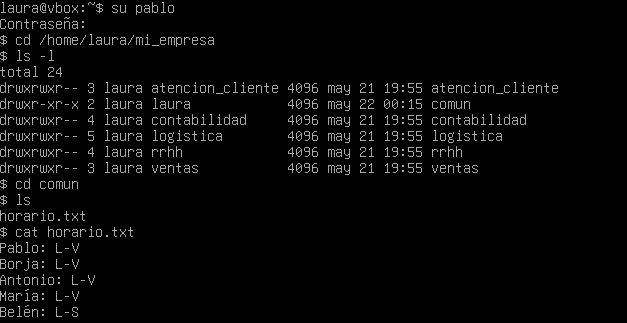 laura@vbox:~$ su pablo
Contraseña:
$ cd /home/laura/mi_empresa
$ ls -l
total 24
drwxrwxr-- 3 laura atencion_cliente 4096 may 21 19:55 atencion_cliente
drwxr-xr-x 2 laura laura            4096 may 22 00:15 comun
drwxrwxr-- 4 laura contabilidad     4096 may 21 19:55 contabilidad
drwxrwxr-- 5 laura logistica        4096 may 21 19:55 logistica
drwxrwxr-- 4 laura rrhh             4096 may 21 19:55 rrhh
drwxrwxr-- 3 laura ventas           4096 may 21 19:55 ventas
$ cd comun
$ ls
horario.txt
$ cat horario.txt
Pablo: L-V
Borja: L-V
Antonio: L-V
María: L-V
Belén: L-S